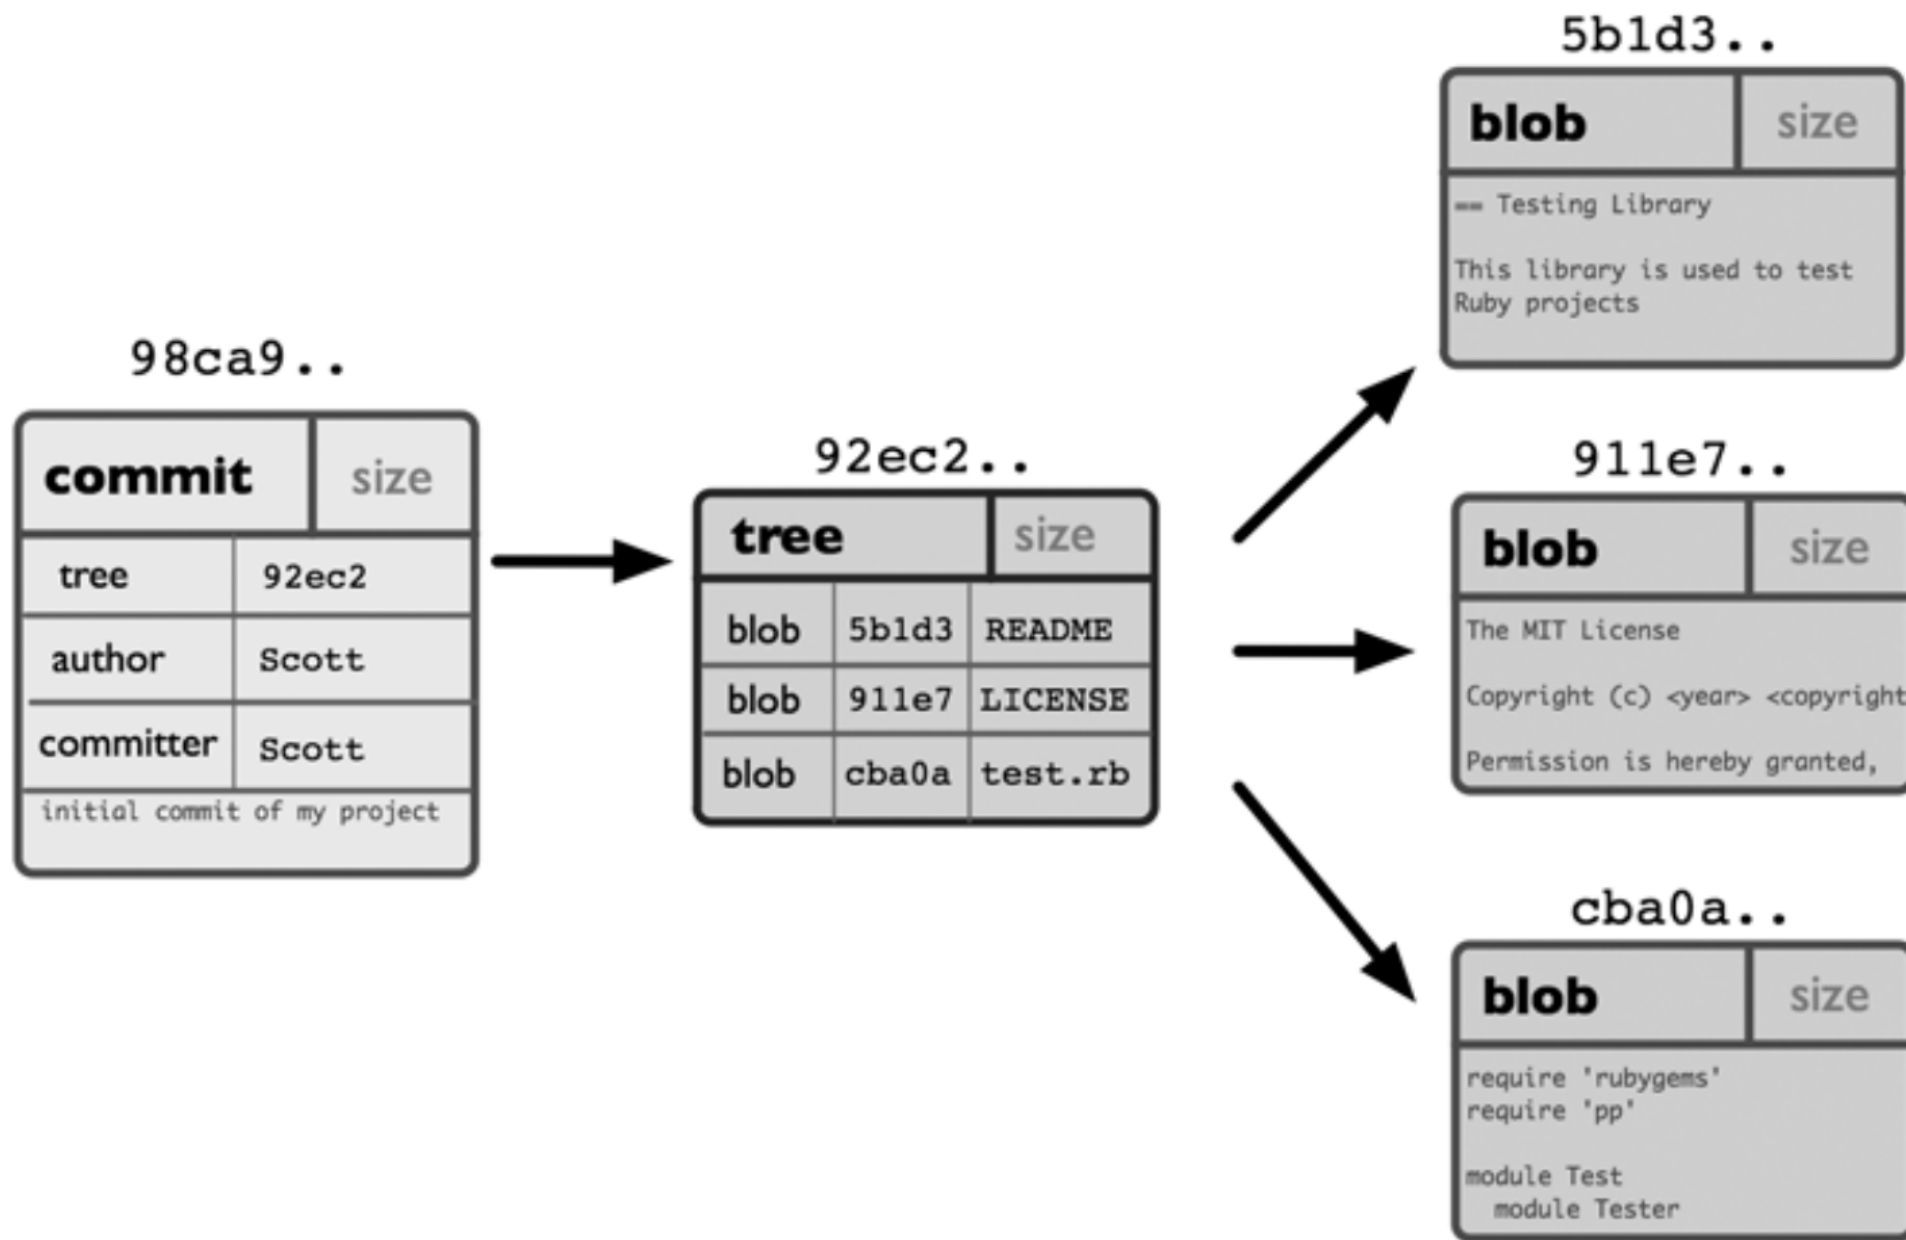 98ca9..
commit size
tree 92ec2
author Scott
committer Scott
initial commit of my project
92ec2..
tree size
blob 5b1d3 README
blob 911e7 LICENSE
blob cba0a test.rb
5b1d3..
blob size
== Testing Library
This library is used to test
Ruby projects
911e7..
blob size
The MIT License
Copyright (c) <year> <copyright
Permission is hereby granted,
cba0a..
blob size
require 'rubygems'
require 'pp'
module Test
module Tester